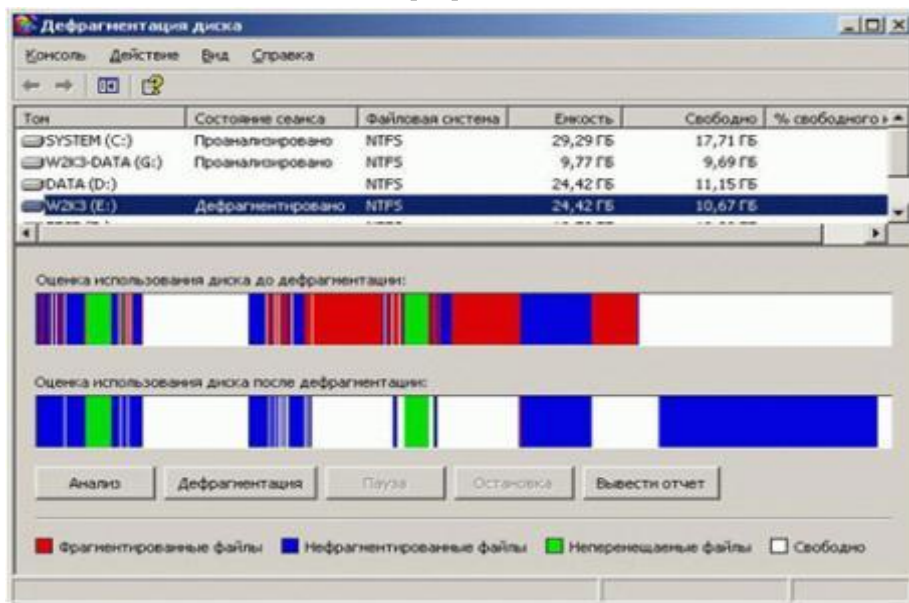 Дефрагментация диска
Консоль Действие Вид Справка
Том Состояние сеанса Файловая система Емкость Свободно % свободного
SYSTEM (C:) Проанализировано NTFS 29,29 ГБ 17,71 ГБ
W2K3-DATA (G:) Проанализировано NTFS 9,77 ГБ 9,69 ГБ
DATA (D:) NTFS 24,42 ГБ 11,15 ГБ
W2K3 (E:) Дефрагментировано NTFS 24,42 ГБ 10,67 ГБ
Оценка использования диска до дефрагментации:
Оценка использования диска после дефрагментации:
Анализ Дефрагментация Пауза Остановка Вывести отчет
Фрагментированные файлы Нефрагментированные файлы Неперемещаемые файлы Свободно